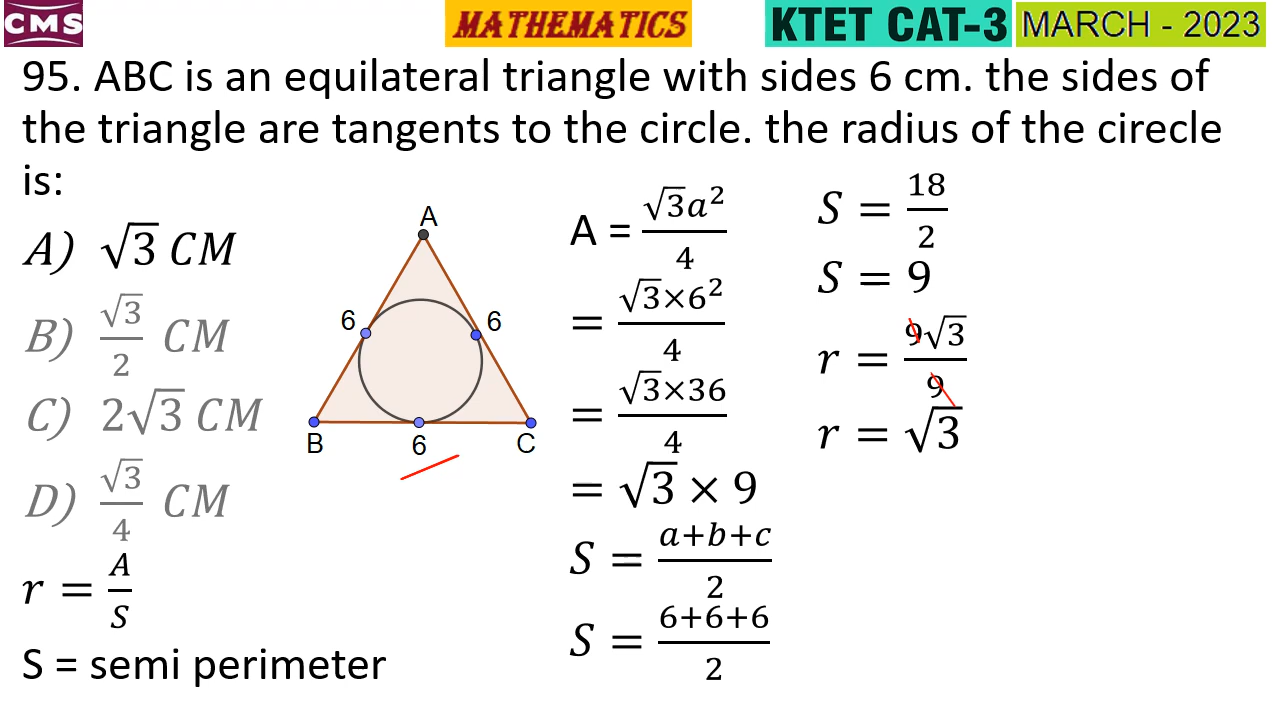 CMS
MATHEMATICS
KTET CAT-3
MARCH - 2023
95. ABC is an equilateral triangle with sides 6 cm. the sides of
the triangle are tangents to the circle. the radius of the cirecle
is:
A) √3 CM
B) √3/2 CM
C) 2√3 CM
D) √3/4 CM
r = A/S
S = semi perimeter
A
6
6
B
6
C
A = √3a²/4
= √3×6²/4
= √3×36/4
= √3 × 9
S = a+b+c/2
S = 6+6+6/2
S = 18/2
S = 9
r = 9√3/9
r = √3